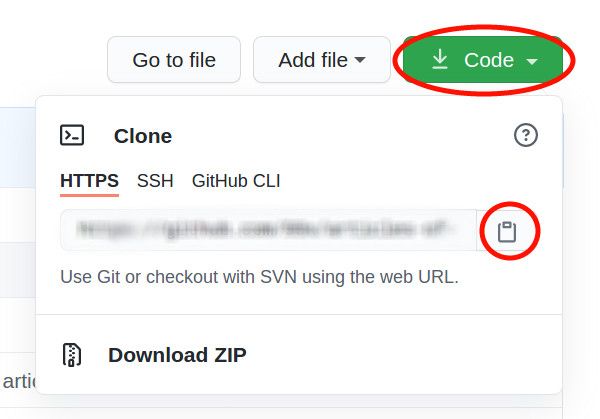 Go to file
Add file
Code
Clone
HTTPS
SSH
GitHub CLI
Use Git or checkout with SVN using the web URL.
Download ZIP
artic